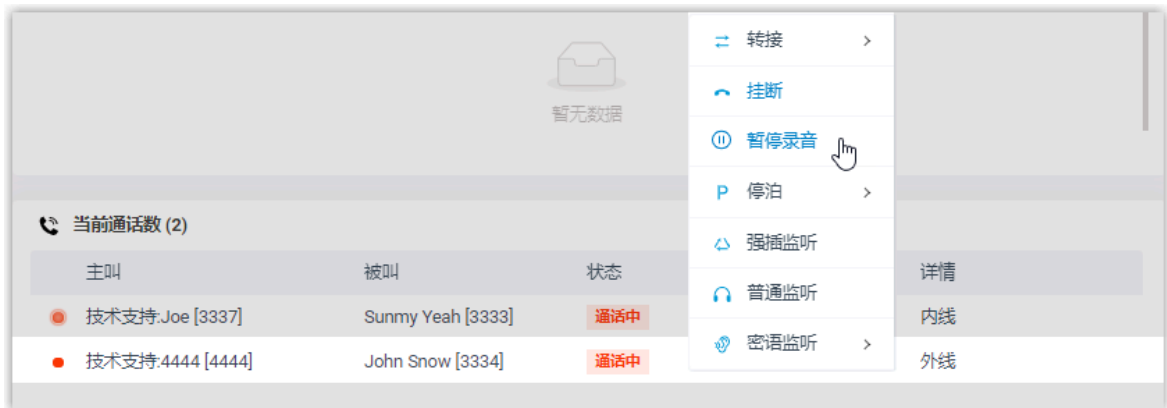 暂无数据
转接
挂断
暂停录音
P 停泊
强插监听
普通监听
密语监听
当前通话数 (2)
主叫 被叫 状态 详情
技术支持:Joe [3337] Sunmy Yeah [3333] 通话中 内线
技术支持:4444 [4444] John Snow [3334] 通话中 外线